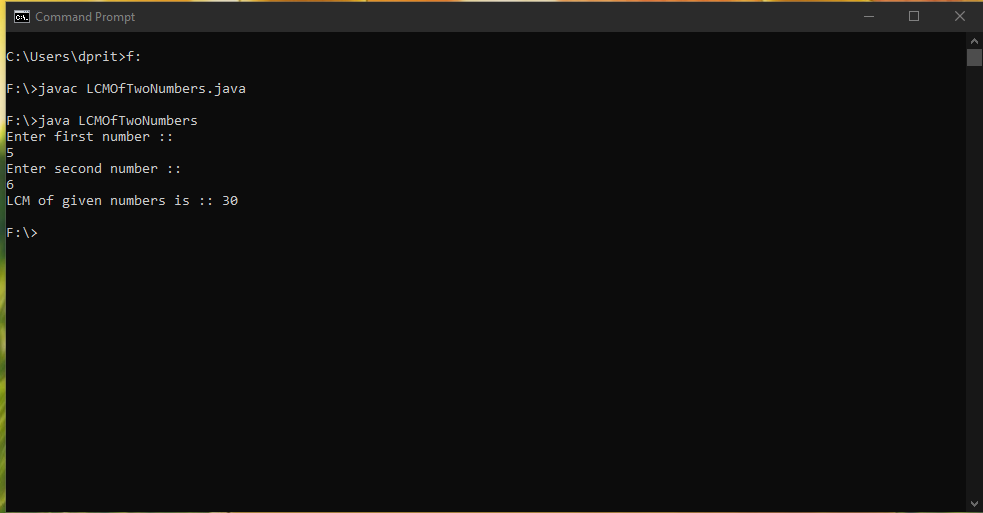 Command Prompt
C:\Users\dprit>f:
F:\>javac LCMOfTwoNumbers.java
F:\>java LCMOfTwoNumbers
Enter first number ::
5
Enter second number ::
6
LCM of given numbers is :: 30
F:\>